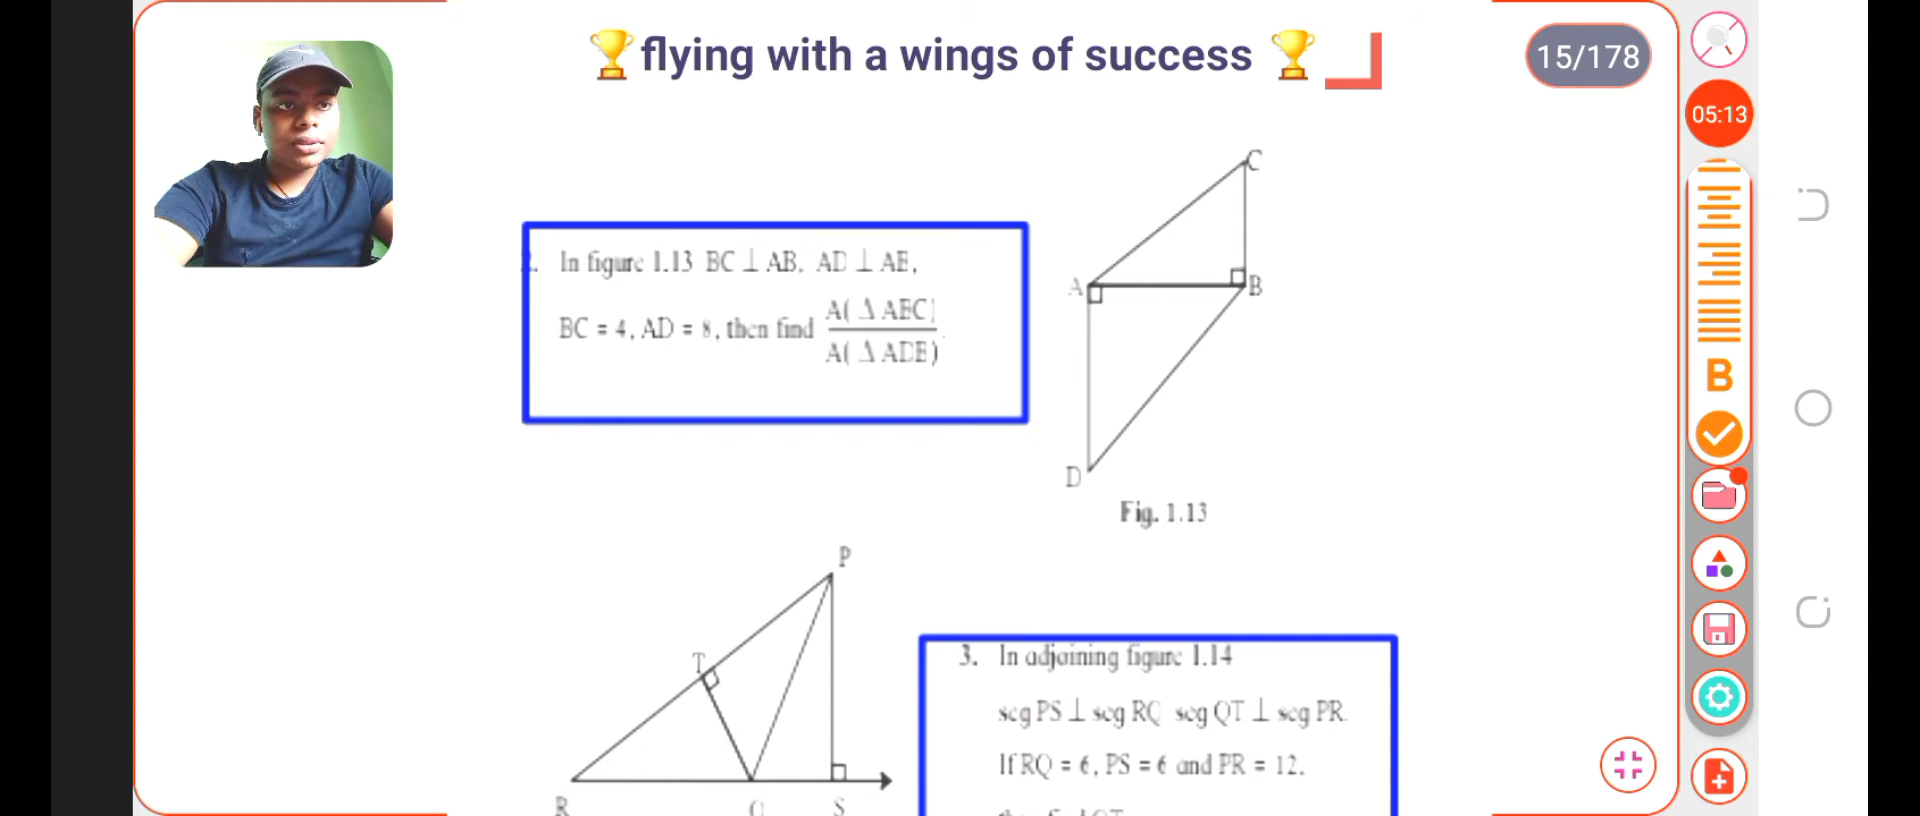 🏆flying with a wings of success 🏆
15/178
05:13
C
2. In figure 1.13 BC ⊥ AB, AD ⊥ AB,
BC = 4, AD = 8, then find A( Δ ABC) / A( Δ ADB)
A
B
D
Fig. 1.13
B
P
T
R
Q
S
3. In adjoining figure 1.14
seg PS ⊥ seg RQ seg QT ⊥ seg PR.
If RQ = 6, PS = 6 and PR = 12,